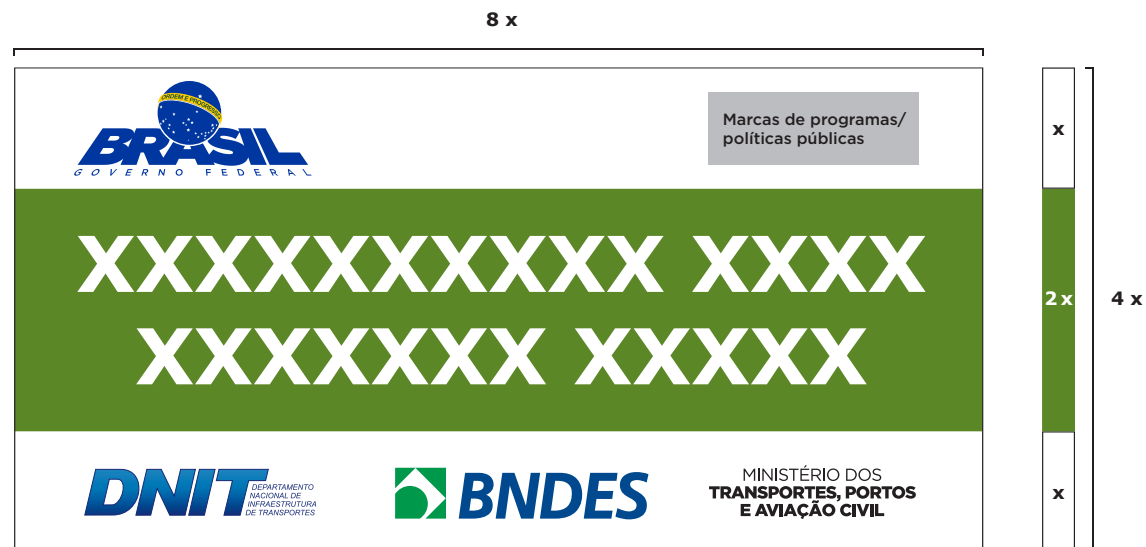 8 x
ORDEM E PROGRESSO
BRASIL
GOVERNO FEDERAL
Marcas de programas/
políticas públicas
x
XXXXXXXXXX XXXX
XXXXXXX XXXXX
2 x
4 x
DNIT
DEPARTAMENTO
NACIONAL DE
INFRAESTRUTURA
DE TRANSPORTES
BNDES
MINISTÉRIO DOS
TRANSPORTES, PORTOS
E AVIAÇÃO CIVIL
x